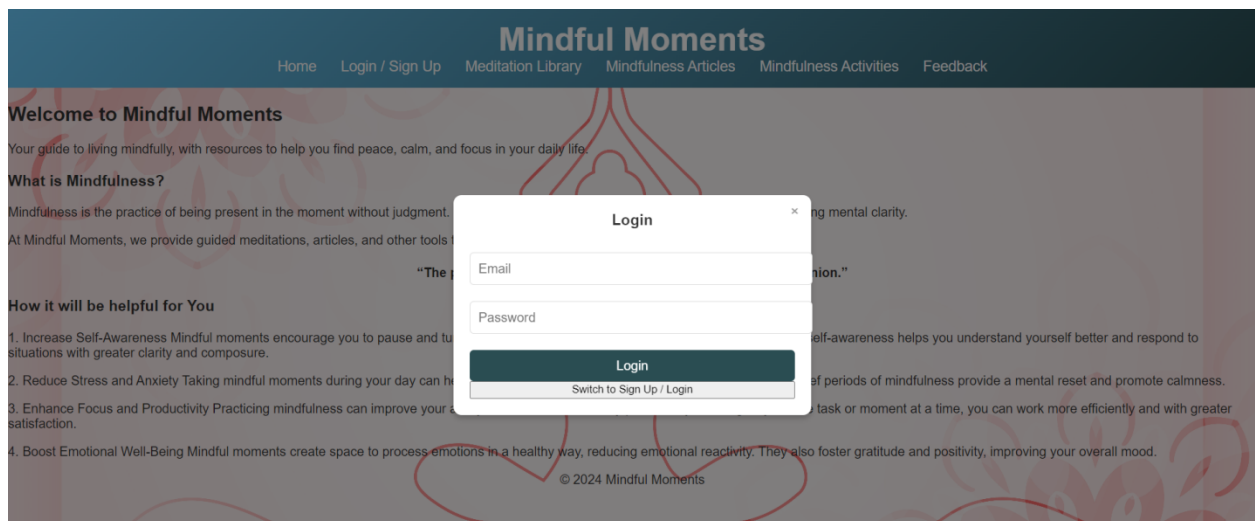 Mindful Moments
Home Login / Sign Up Meditation Library Mindfulness Articles Mindfulness Activities Feedback
Welcome to Mindful Moments
Your guide to living mindfully, with resources to help you find peace, calm, and focus in your daily life.
What is Mindfulness?
Mindfulness is the practice of being present in the moment without judgment. ng mental clarity.
At Mindful Moments, we provide guided meditations, articles, and other tools
“The nion.”
How it will be helpful for You
1. Increase Self-Awareness Mindful moments encourage you to pause and tu elf-awareness helps you understand yourself better and respond to
situations with greater clarity and composure.
2. Reduce Stress and Anxiety Taking mindful moments during your day can h ef periods of mindfulness provide a mental reset and promote calmness.
3. Enhance Focus and Productivity Practicing mindfulness can improve your task or moment at a time, you can work more efficiently and with greater
satisfaction.
4. Boost Emotional Well-Being Mindful moments create space to process emotions in a healthy way, reducing emotional reactivity. They also foster gratitude and positivity, improving your overall mood.
© 2024 Mindful Moments
Login ×
Email
Password
Login
Switch to Sign Up / Login